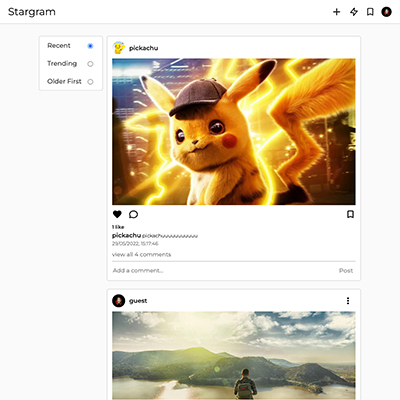 Stargram
Recent
Trending
Older First
pickachu
1 like
pickachu pickachuuuuuuuuuuu
29/05/2022, 15:17:46
view all 4 comments
Add a comment...
Post
guest